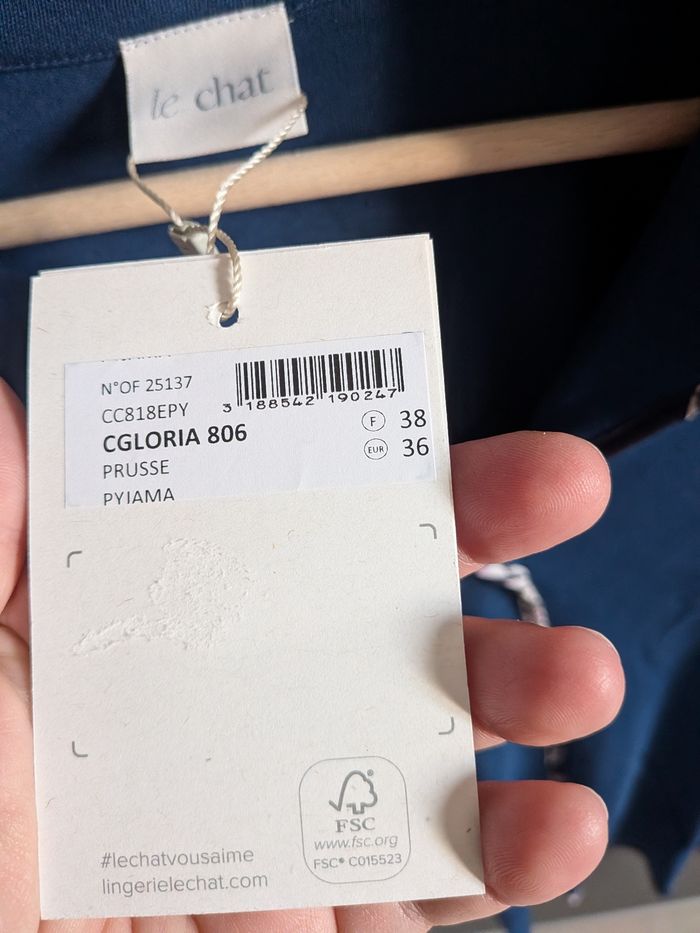 le chat
N°OF 25137
CC818EPY
CGLORIA 806
PRUSSE
PYJAMA
3 188542 190247
F 38
EUR 36
FSC®
www.fsc.org
FSC® C015523
#lechatvousaime
lingerielechat.com